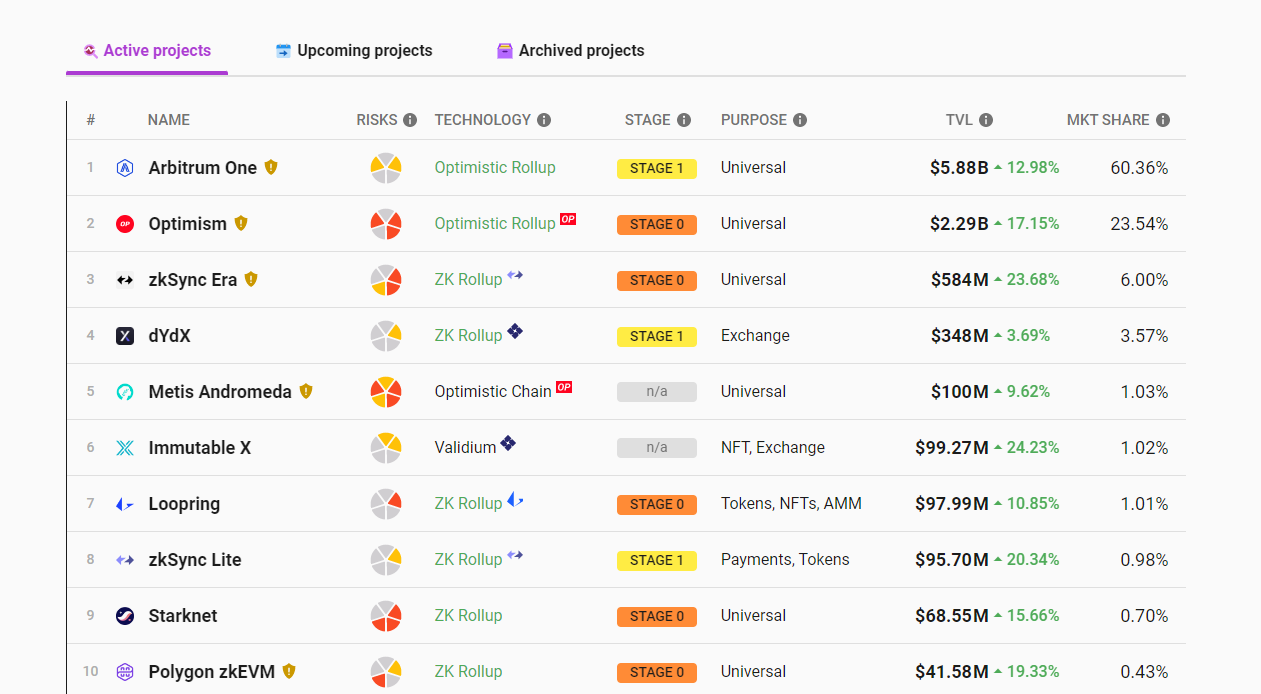 Active projects Upcoming projects Archived projects
# NAME RISKS TECHNOLOGY STAGE PURPOSE TVL MKT SHARE
1 Arbitrum One Optimistic Rollup STAGE 1 Universal $5.88B 12.98% 60.36%
2 OP Optimism Optimistic Rollup OP STAGE 0 Universal $2.29B 17.15% 23.54%
3 zkSync Era ZK Rollup STAGE 0 Universal $584M 23.68% 6.00%
4 dYdX ZK Rollup STAGE 1 Exchange $348M 3.69% 3.57%
5 Metis Andromeda Optimistic Chain OP n/a Universal $100M 9.62% 1.03%
6 Immutable X Validium n/a NFT, Exchange $99.27M 24.23% 1.02%
7 Loopring ZK Rollup STAGE 0 Tokens, NFTs, AMM $97.99M 10.85% 1.01%
8 zkSync Lite ZK Rollup STAGE 1 Payments, Tokens $95.70M 20.34% 0.98%
9 Starknet ZK Rollup STAGE 0 Universal $68.55M 15.66% 0.70%
10 Polygon zkEVM ZK Rollup STAGE 0 Universal $41.58M 19.33% 0.43%